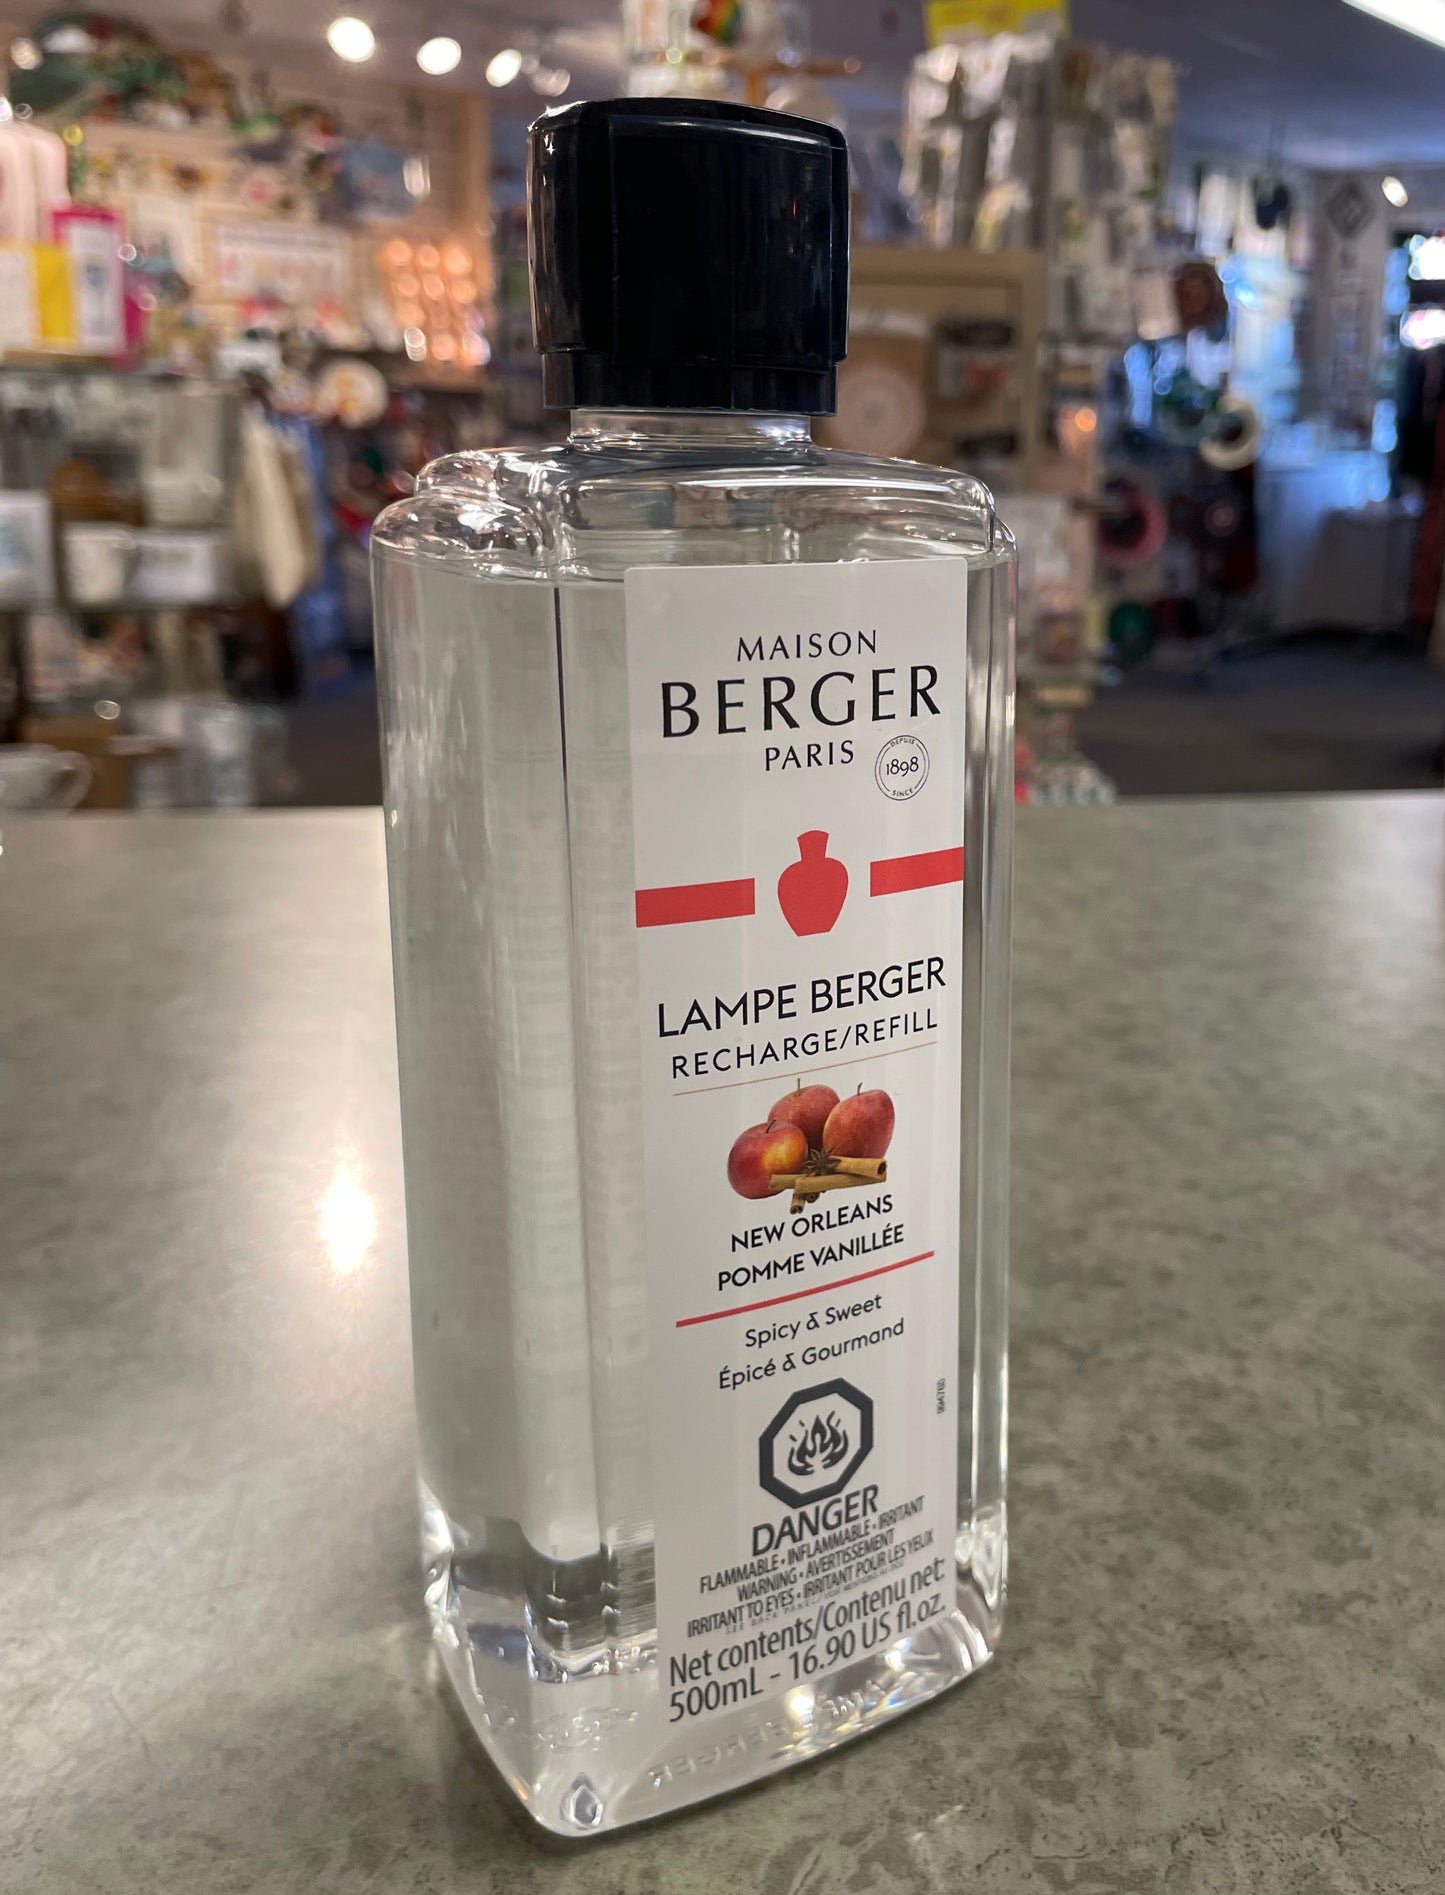 MAISON
BERGER
PARIS
DEPUIS
1898
SINCE
LAMPE BERGER
RECHARGE/REFILL
NEW ORLEANS
POMME VANILLÉE
Spicy & Sweet
Épicé & Gourmand
DANGER
FLAMMABLE • INFLAMMABLE • IRRITANT
WARNING • AVERTISSEMENT
IRRITANT TO EYES • IRRITANT POUR LES YEUX
Net contents/Contenu net:
500mL - 16.90 US fl.oz.